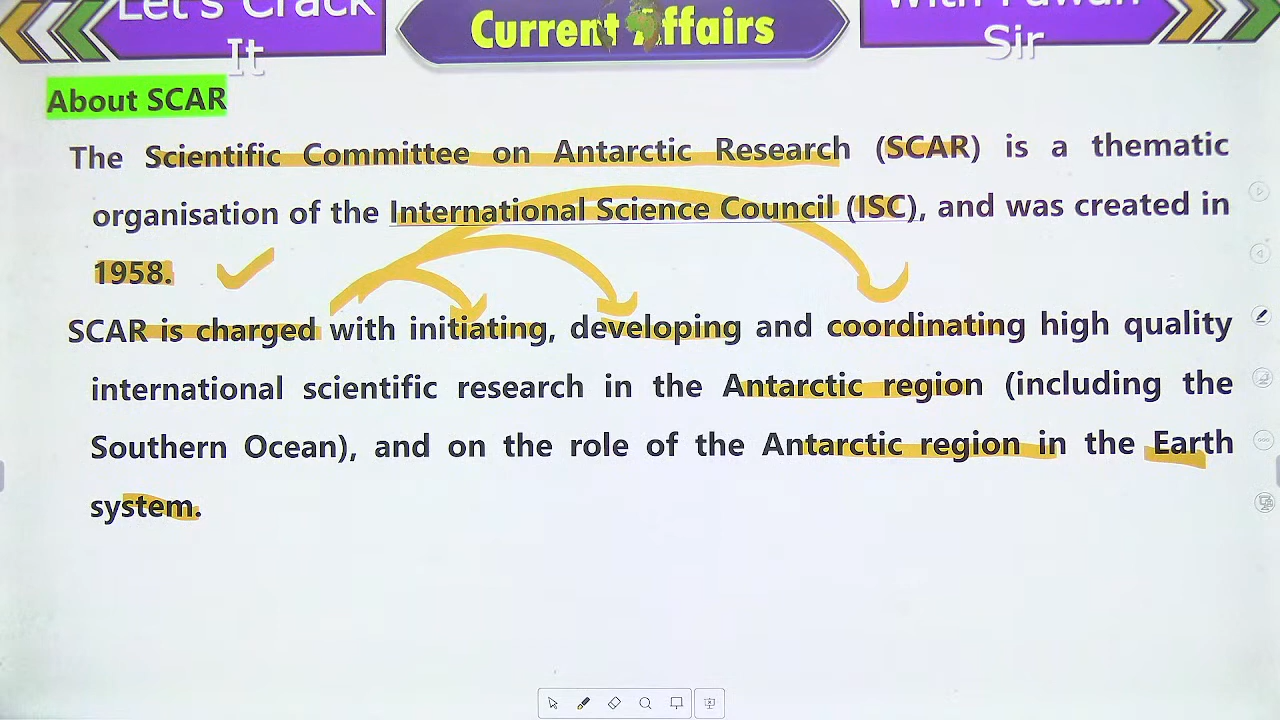 Let's Crack
It
Current Affairs
With Pawan
Sir
About SCAR
The Scientific Committee on Antarctic Research (SCAR) is a thematic
organisation of the International Science Council (ISC), and was created in
1958.
SCAR is charged with initiating, developing and coordinating high quality
international scientific research in the Antarctic region (including the
Southern Ocean), and on the role of the Antarctic region in the Earth
system.